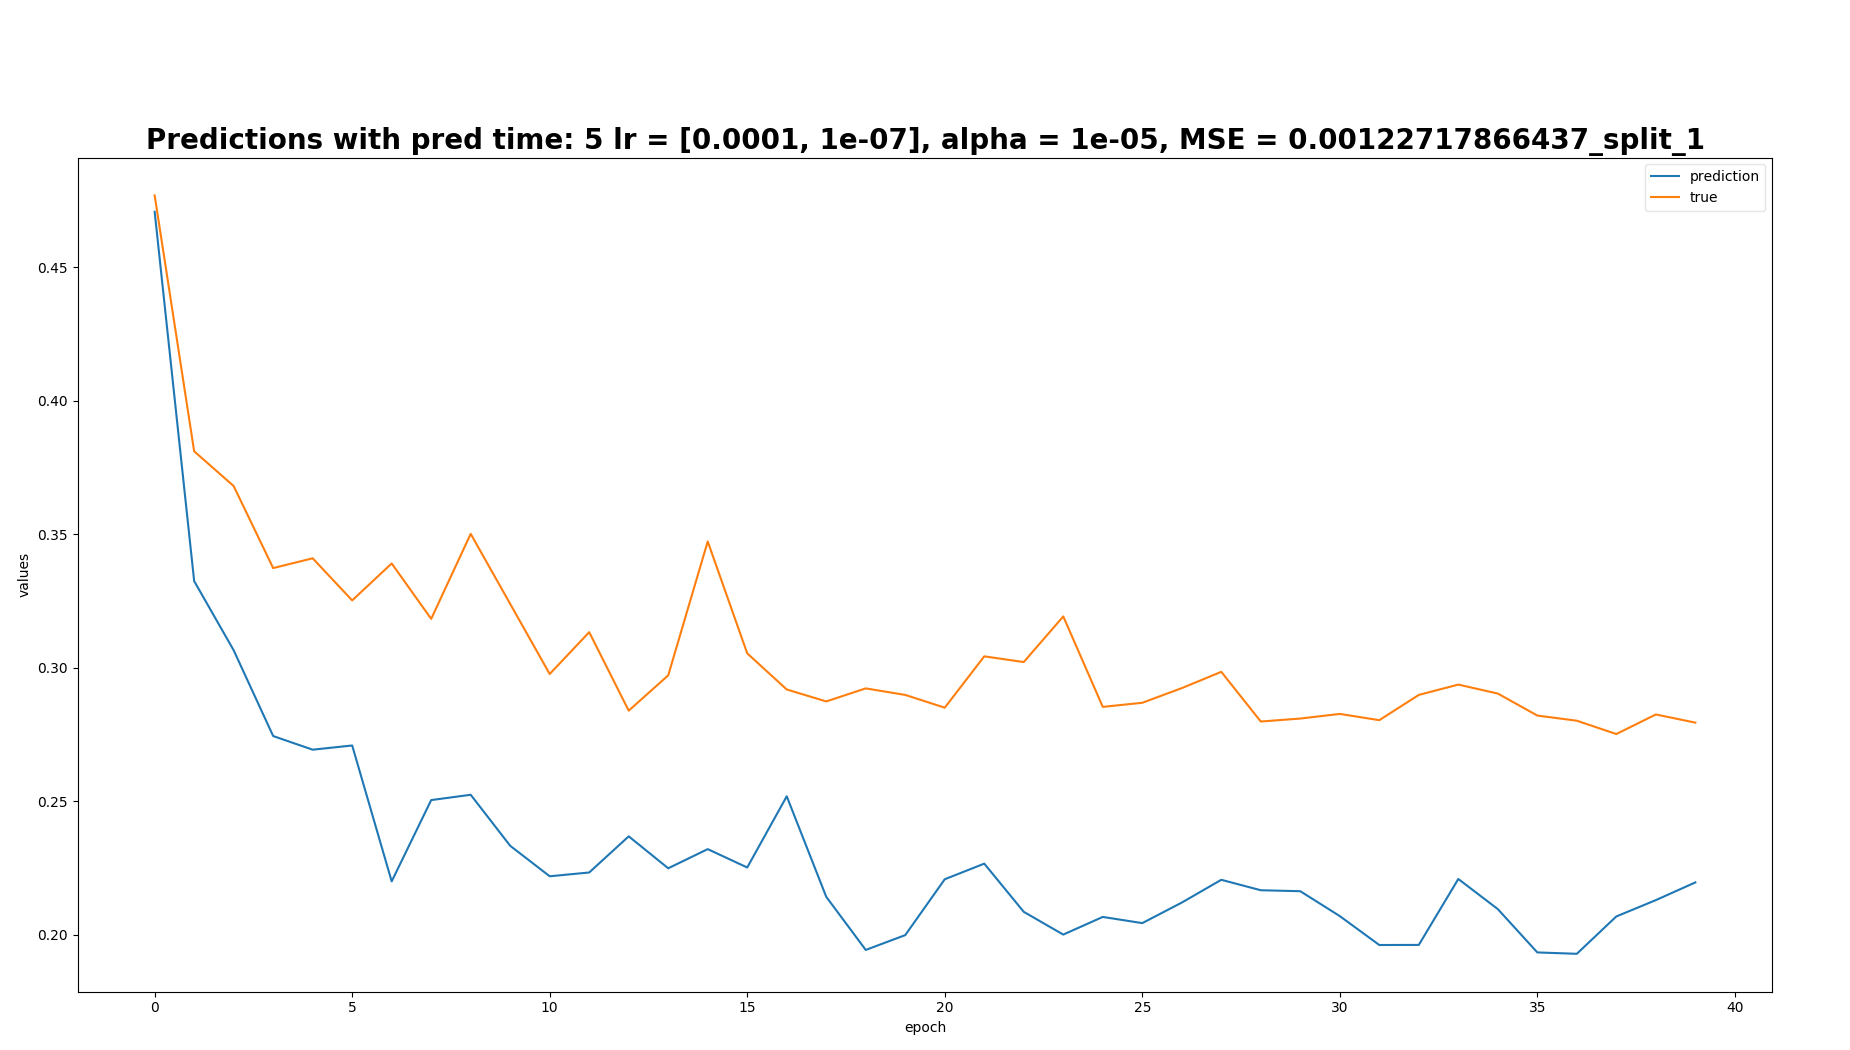 Predictions with pred time: 5 lr = [0.0001, 1e-07], alpha = 1e-05, MSE = 0.00122717866437_split_1
prediction
true
values
0.45
0.40
0.35
0.30
0.25
0.20
0 5 10 15 20 25 30 35 40
epoch